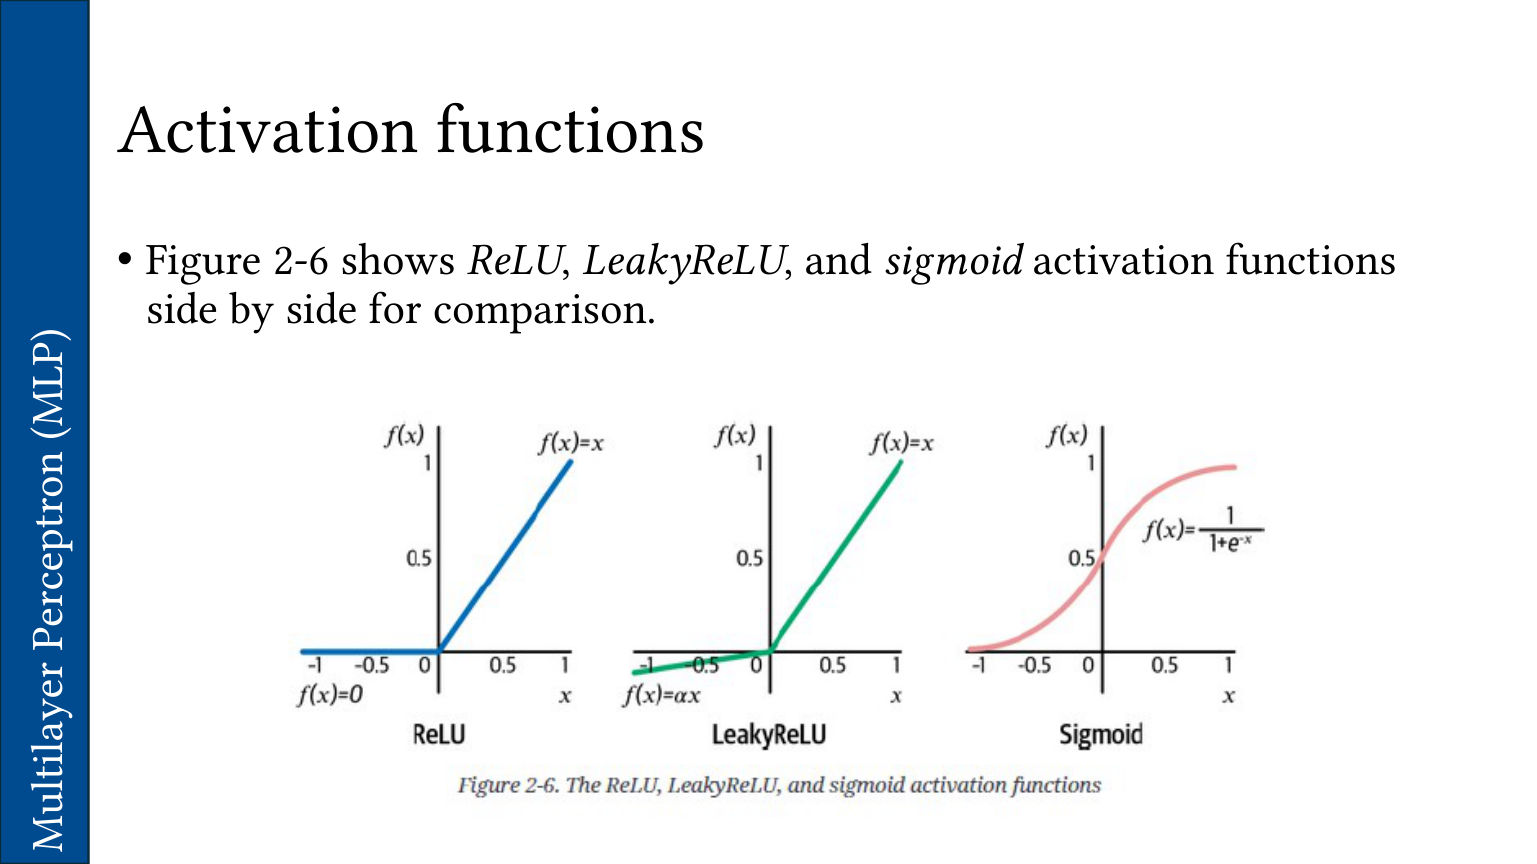 Multilayer Perceptron (MLP)
Activation functions
• Figure 2-6 shows ReLU, LeakyReLU, and sigmoid activation functions
side by side for comparison.
f(x)
1
0.5
f(x)=x
-1 -0.5 0 0.5 1
f(x)=0 x
ReLU
f(x)
1
0.5
f(x)=x
-1 -0.5 0 0.5 1
f(x)=αx x
LeakyReLU
f(x)
1
0.5
f(x)=1/1+e^-x
-1 -0.5 0 0.5 1
x
Sigmoid
Figure 2-6. The ReLU, LeakyReLU, and sigmoid activation functions